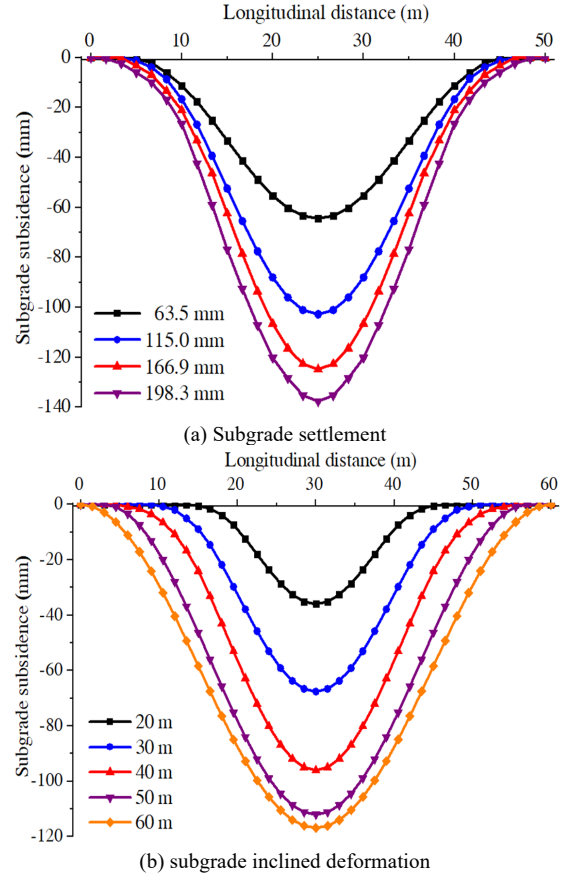 Longitudinal distance (m)
0 10 20 30 40 50
Subgrade subsidence (mm)
0
-20
-40
-60
-80
-100
-120
-140
63.5 mm
115.0 mm
166.9 mm
198.3 mm
(a) Subgrade settlement
Longitudinal distance (m)
0 10 20 30 40 50 60
Subgrade subsidence (mm)
0
-20
-40
-60
-80
-100
-120
20 m
30 m
40 m
50 m
60 m
(b) subgrade inclined deformation